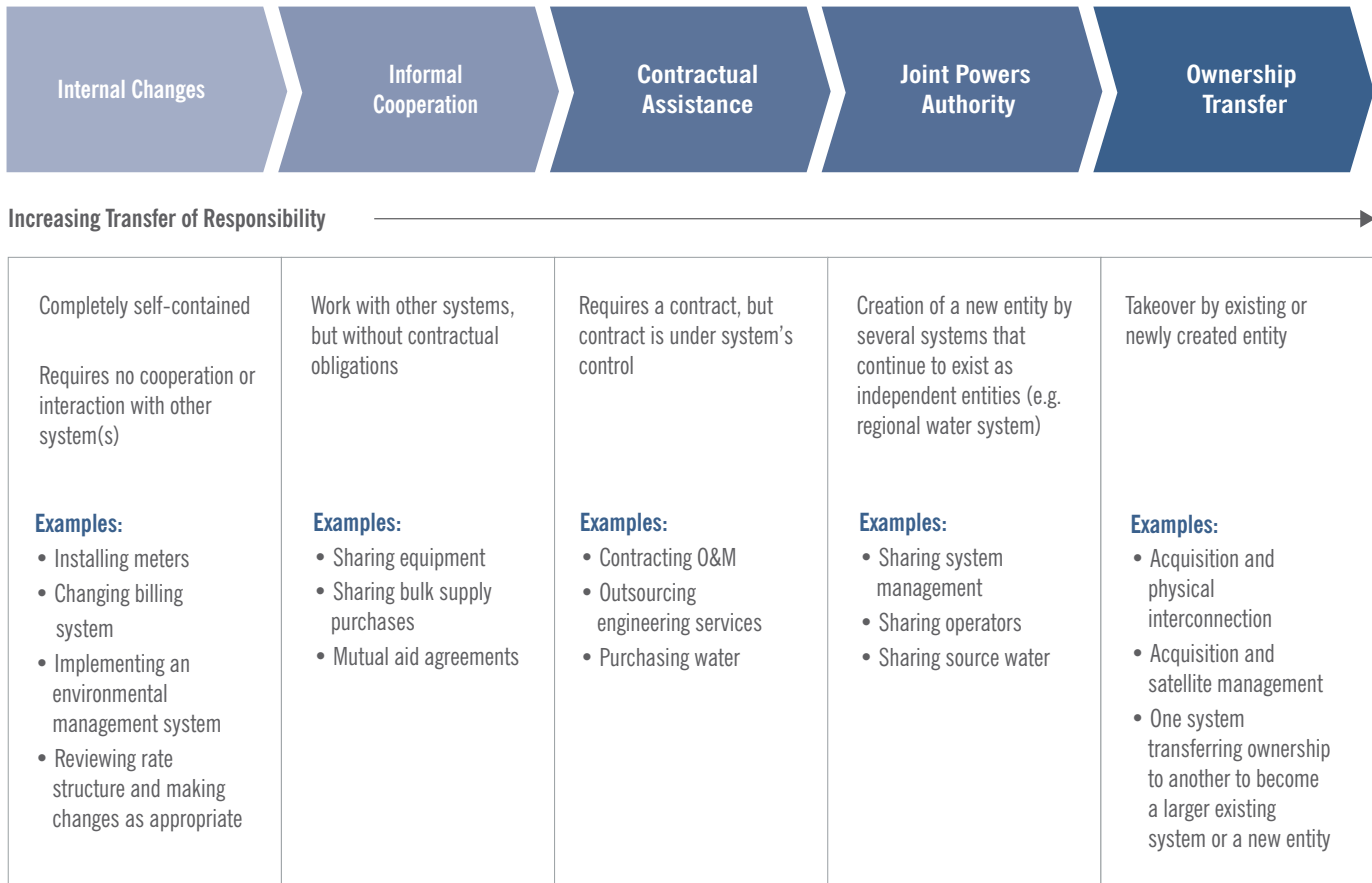 Internal Changes
Informal
Cooperation
Contractual
Assistance
Joint Powers
Authority
Ownership
Transfer
Increasing Transfer of Responsibility
Completely self-contained
Requires no cooperation or
interaction with other
system(s)
Examples:
• Installing meters
• Changing billing
system
• Implementing an
environmental
management system
• Reviewing rate
structure and making
changes as appropriate
Work with other systems,
but without contractual
obligations
Examples:
• Sharing equipment
• Sharing bulk supply
purchases
• Mutual aid agreements
Requires a contract, but
contract is under system’s
control
Examples:
• Contracting O&M
• Outsourcing
engineering services
• Purchasing water
Creation of a new entity by
several systems that
continue to exist as
independent entities (e.g.
regional water system)
Examples:
• Sharing system
management
• Sharing operators
• Sharing source water
Takeover by existing or
newly created entity
Examples:
• Acquisition and
physical
interconnection
• Acquisition and
satellite management
• One system
transferring ownership
to another to become
a larger existing
system or a new entity